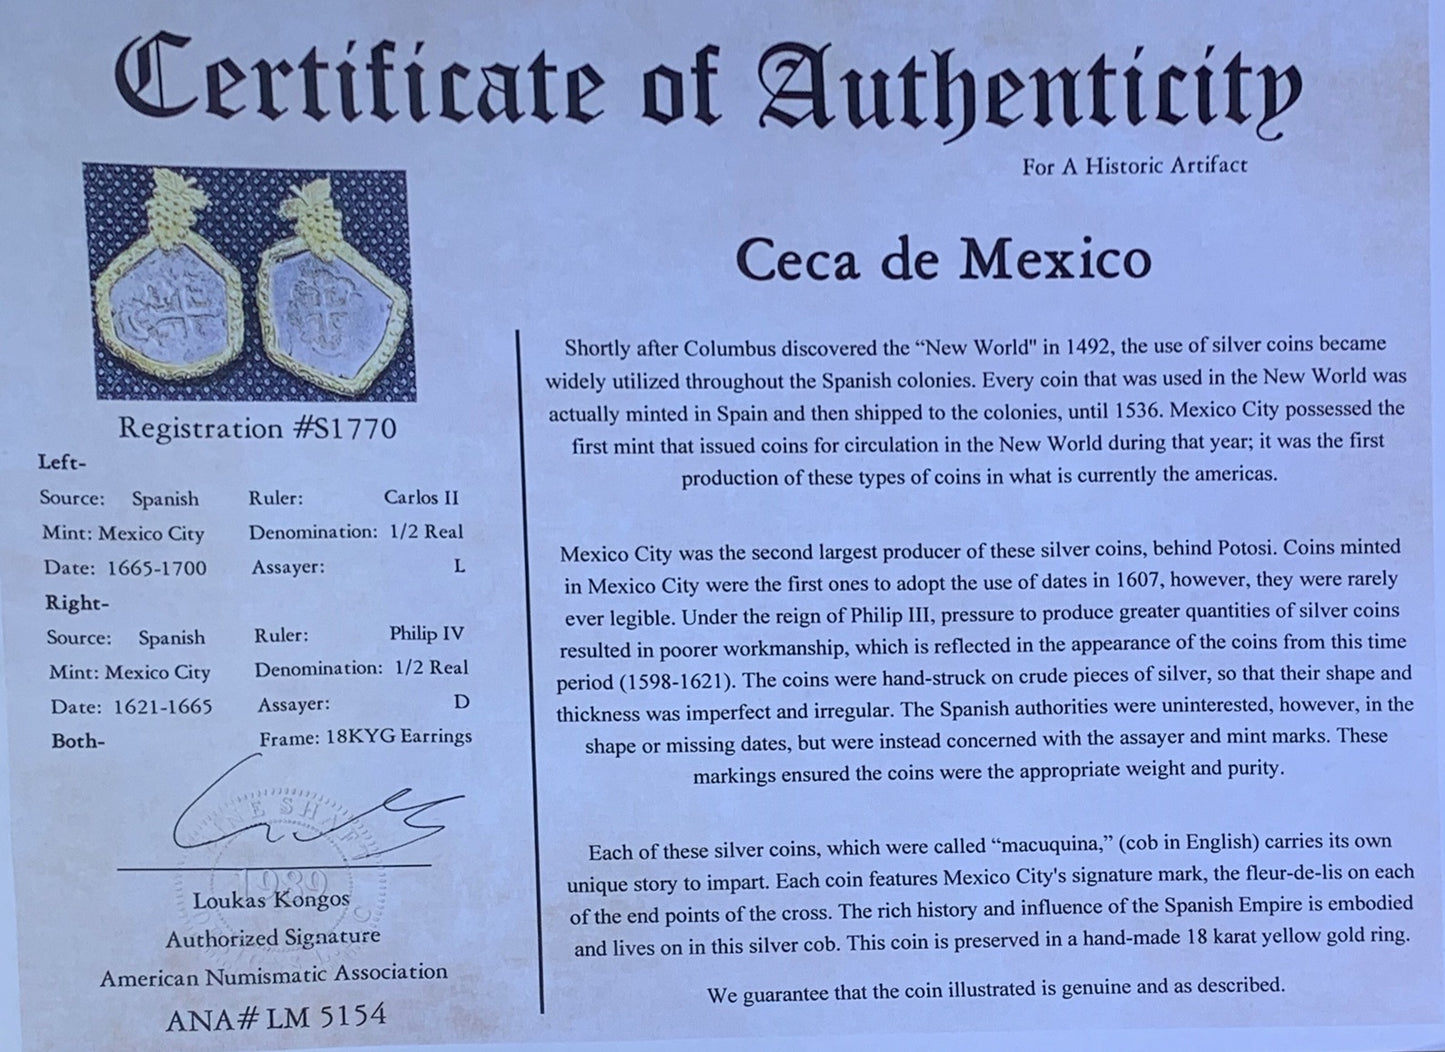 Certificate of Authenticity
For A Historic Artifact
Ceca de Mexico
Registration #S1770
Left-
Source: Spanish Ruler: Carlos II
Mint: Mexico City Denomination: 1/2 Real
Date: 1665-1700 Assayer: L
Right-
Source: Spanish Ruler: Philip IV
Mint: Mexico City Denomination: 1/2 Real
Date: 1621-1665 Assayer: D
Both- Frame: 18KYG Earrings
1989
Loukas Kongos
Authorized Signature
American Numismatic Association
ANA# LM 5154
Shortly after Columbus discovered the “New World" in 1492, the use of silver coins became
widely utilized throughout the Spanish colonies. Every coin that was used in the New World was
actually minted in Spain and then shipped to the colonies, until 1536. Mexico City possessed the
first mint that issued coins for circulation in the New World during that year; it was the first
production of these types of coins in what is currently the americas.
Mexico City was the second largest producer of these silver coins, behind Potosi. Coins minted
in Mexico City were the first ones to adopt the use of dates in 1607, however, they were rarely
ever legible. Under the reign of Philip III, pressure to produce greater quantities of silver coins
resulted in poorer workmanship, which is reflected in the appearance of the coins from this time
period (1598-1621). The coins were hand-struck on crude pieces of silver, so that their shape and
thickness was imperfect and irregular. The Spanish authorities were uninterested, however, in the
shape or missing dates, but were instead concerned with the assayer and mint marks. These
markings ensured the coins were the appropriate weight and purity.
Each of these silver coins, which were called “macuquina,” (cob in English) carries its own
unique story to impart. Each coin features Mexico City's signature mark, the fleur-de-lis on each
of the end points of the cross. The rich history and influence of the Spanish Empire is embodied
and lives on in this silver cob. This coin is preserved in a hand-made 18 karat yellow gold ring.
We guarantee that the coin illustrated is genuine and as described.